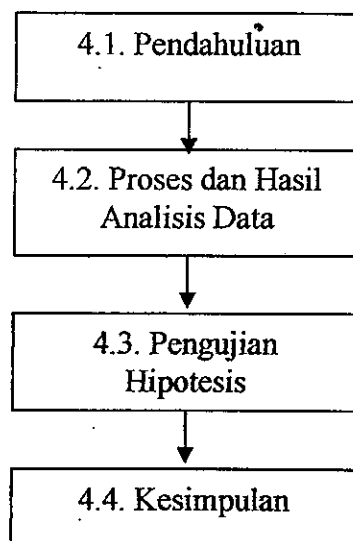 4.1. Pendahuluan
4.2. Proses dan Hasil
Analisis Data
4.3. Pengujian
Hipotesis
4.4. Kesimpulan